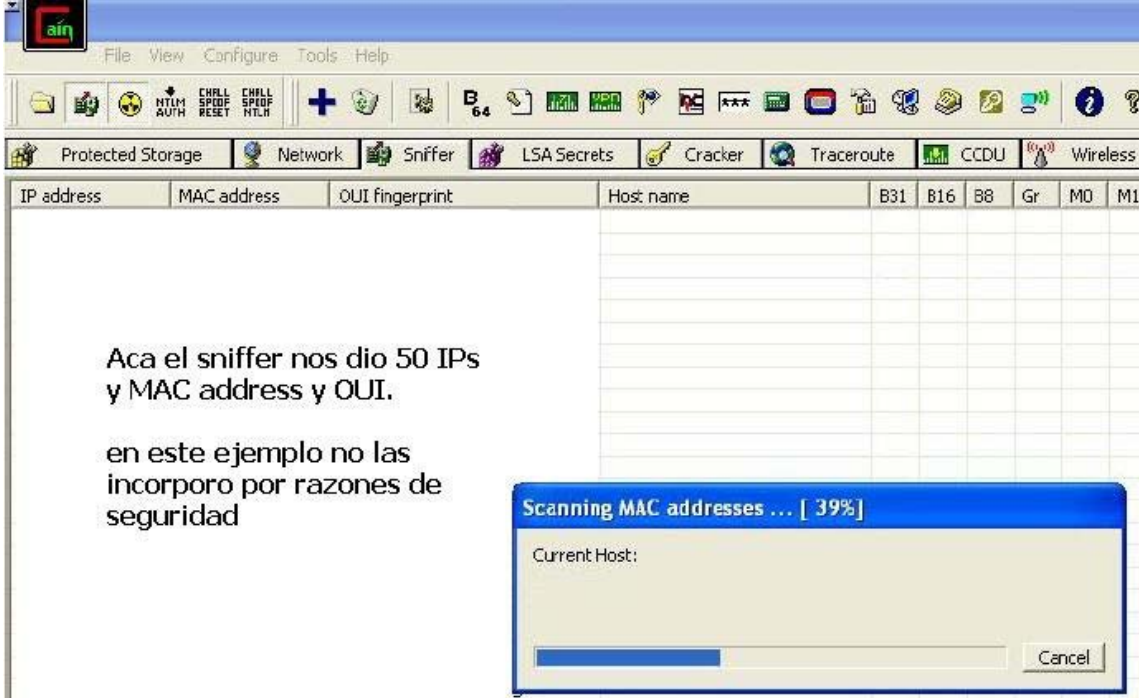 Cain
File View Configure Tools Help
NTLM AUTH CHALL SPOOF RESET CHALL SPOOF NTLM B64 ***
Protected Storage Network Sniffer LSA Secrets Cracker Traceroute CCDU Wireless
IP address MAC address OUI fingerprint Host name B31 B16 B8 Gr M0 M1
Aca el sniffer nos dio 50 IPs
y MAC address y OUI.
en este ejemplo no las
incorporo por razones de
seguridad
Scanning MAC addresses ... [ 39%]
Current Host:
Cancel